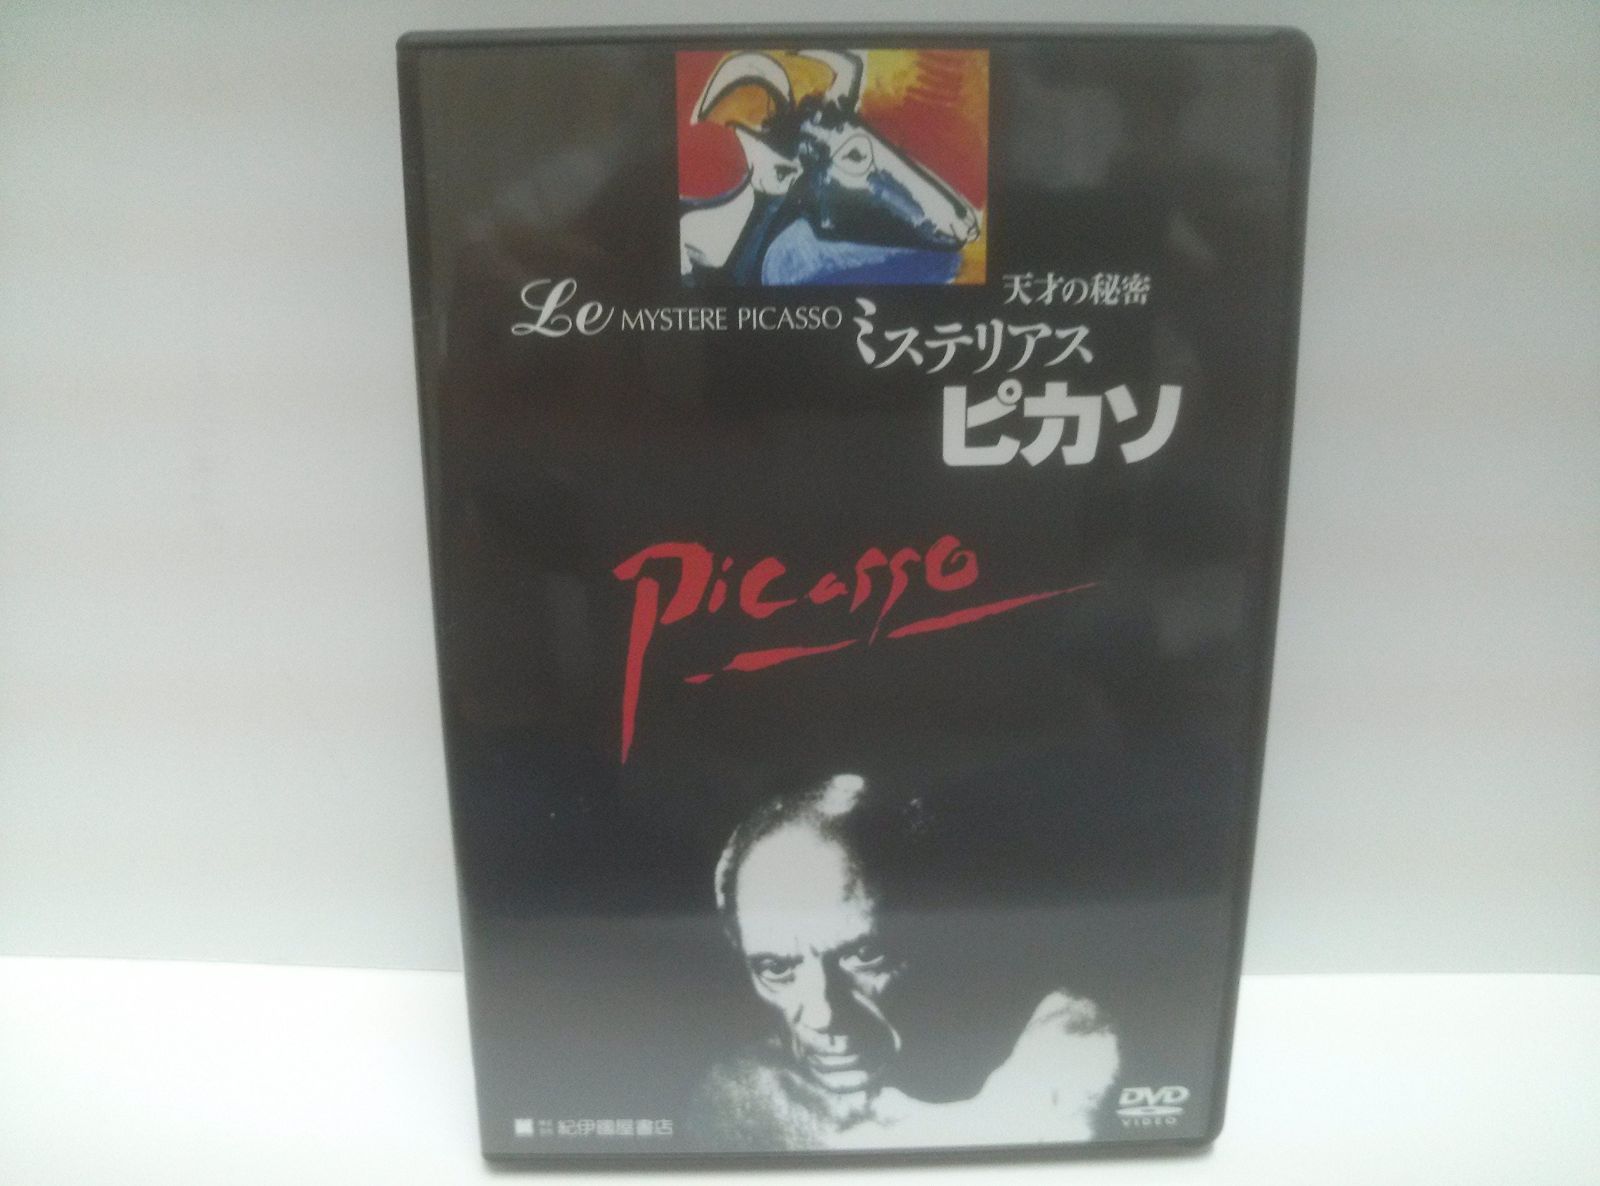 天才の秘密
Le MYSTERE PICASSO
ミステリアス
ピカソ
Picasso
紀伊國屋書店
DVD
VIDEO